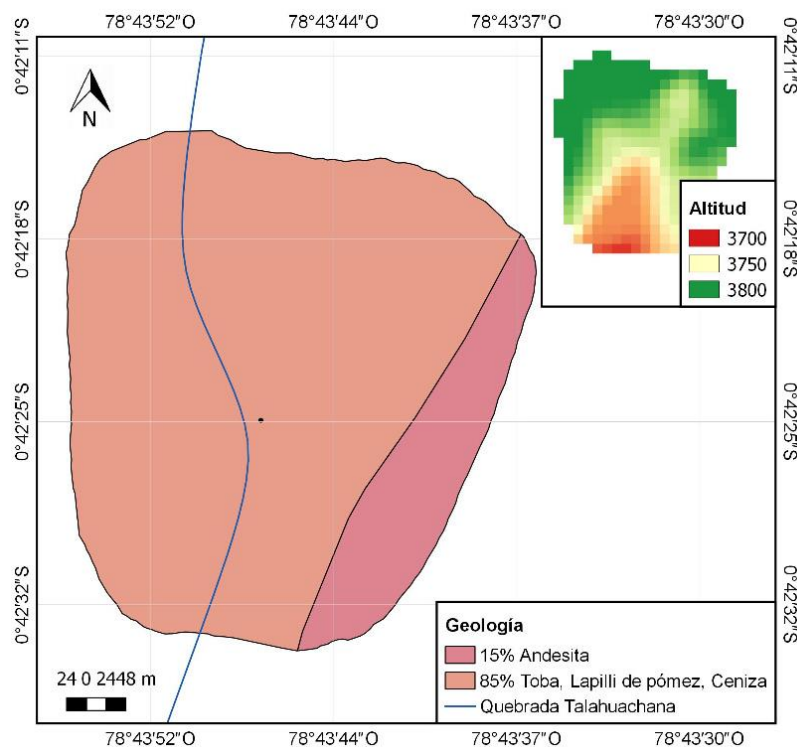 78°43'52"O 78°43'44"O 78°43'37"O 78°43'30"O
0°42'11"S
0°42'18"S
0°42'25"S
0°42'32"S
N
Altitud
3700
3750
3800
0°42'11"S
0°42'18"S
0°42'25"S
0°42'32"S
Geología
15% Andesita
85% Toba, Lapilli de pómez, Ceniza
Quebrada Talahuachana
24 0 2448 m
78°43'52"O 78°43'44"O 78°43'37"O 78°43'30"O